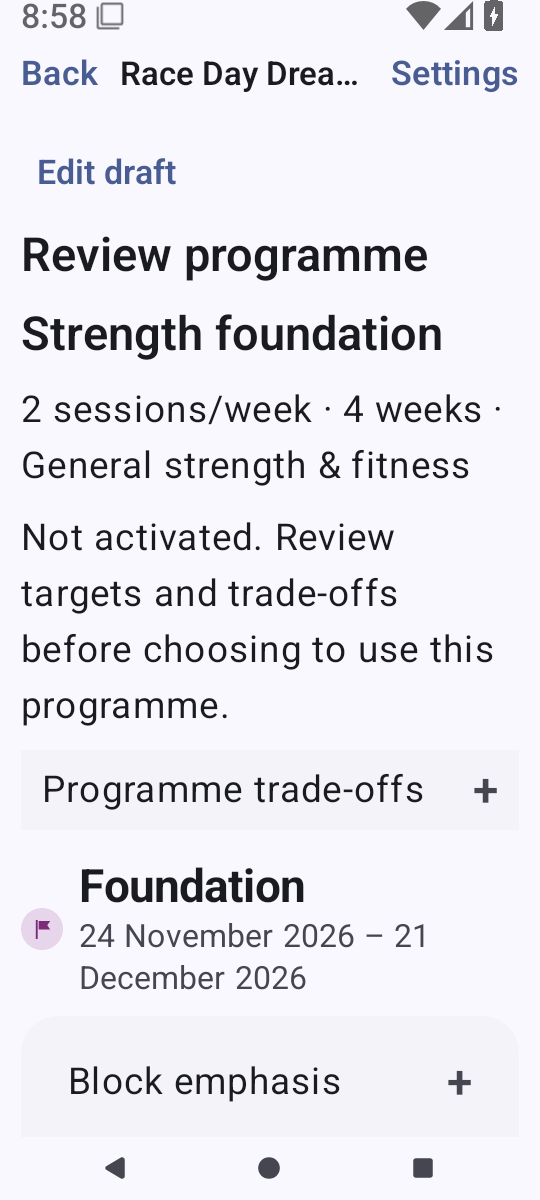 8:58
Back Race Day Drea… Settings
Edit draft
Review programme
Strength foundation
2 sessions/week · 4 weeks ·
General strength & fitness
Not activated. Review
targets and trade-offs
before choosing to use this
programme.
Programme trade-offs +
Foundation
24 November 2026 – 21
December 2026
Block emphasis +